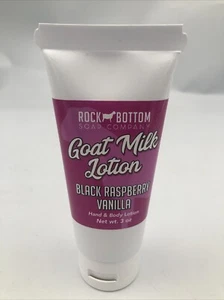 ROCK BOTTOM
SOAP COMPANY
Goat Milk
Lotion
BLACK RASPBERRY
VANILLA
Hand & Body Lotion
Net wt. 2 oz